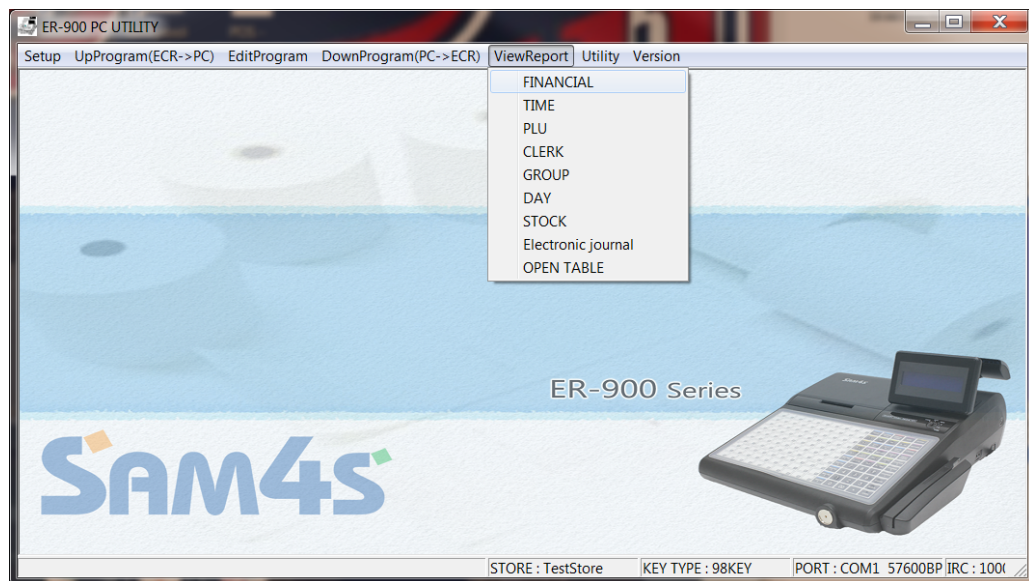 ER-900 PC UTILITY
Setup UpProgram(ECR->PC) EditProgram DownProgram(PC->ECR) ViewReport Utility Version
FINANCIAL
TIME
PLU
CLERK
GROUP
DAY
STOCK
Electronic journal
OPEN TABLE
ER-900 Series
SAM4S
STORE : TestStore KEY TYPE : 98KEY PORT : COM1 57600BP IRC : 100